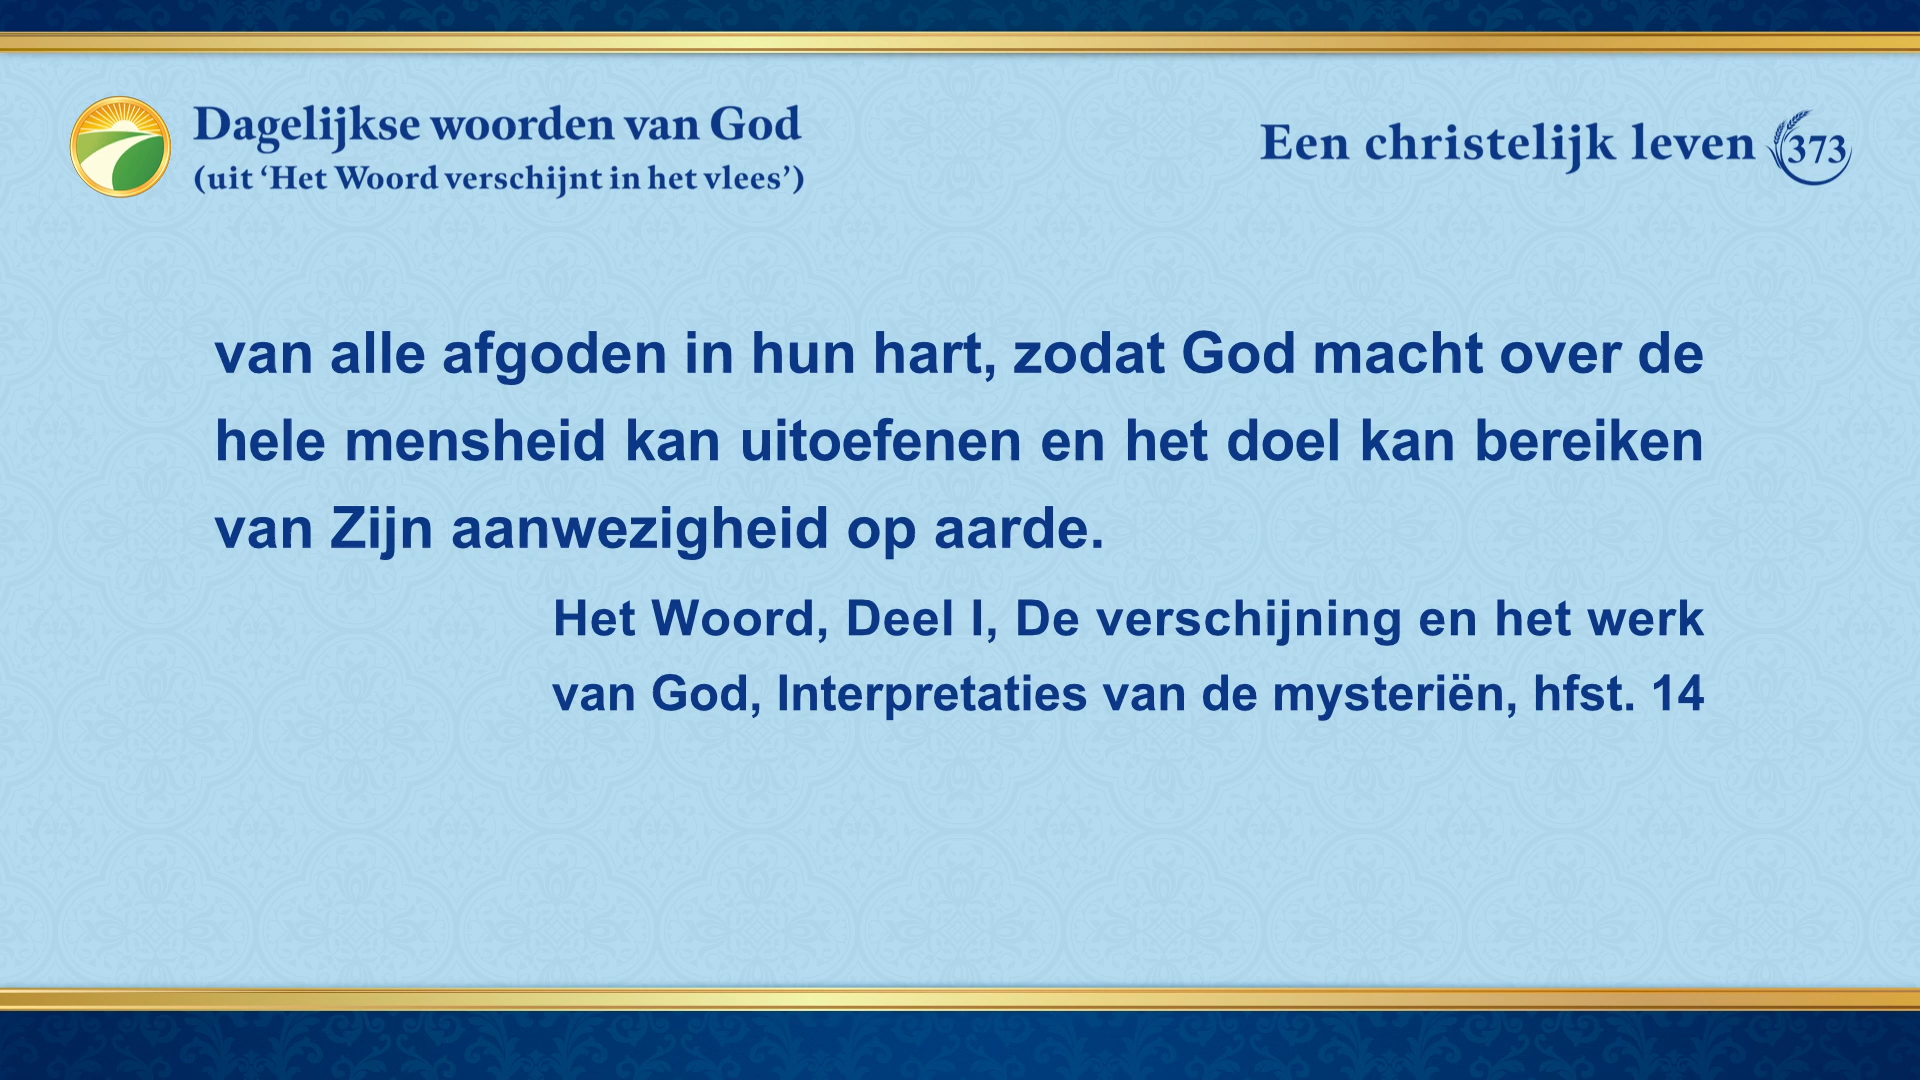 Dagelijkse woorden van God
(uit ‘Het Woord verschijnt in het vlees’)
Een christelijk leven 373
van alle afgoden in hun hart, zodat God macht over de
hele mensheid kan uitoefenen en het doel kan bereiken
van Zijn aanwezigheid op aarde.
Het Woord, Deel I, De verschijning en het werk
van God, Interpretaties van de mysteriën, hfst. 14